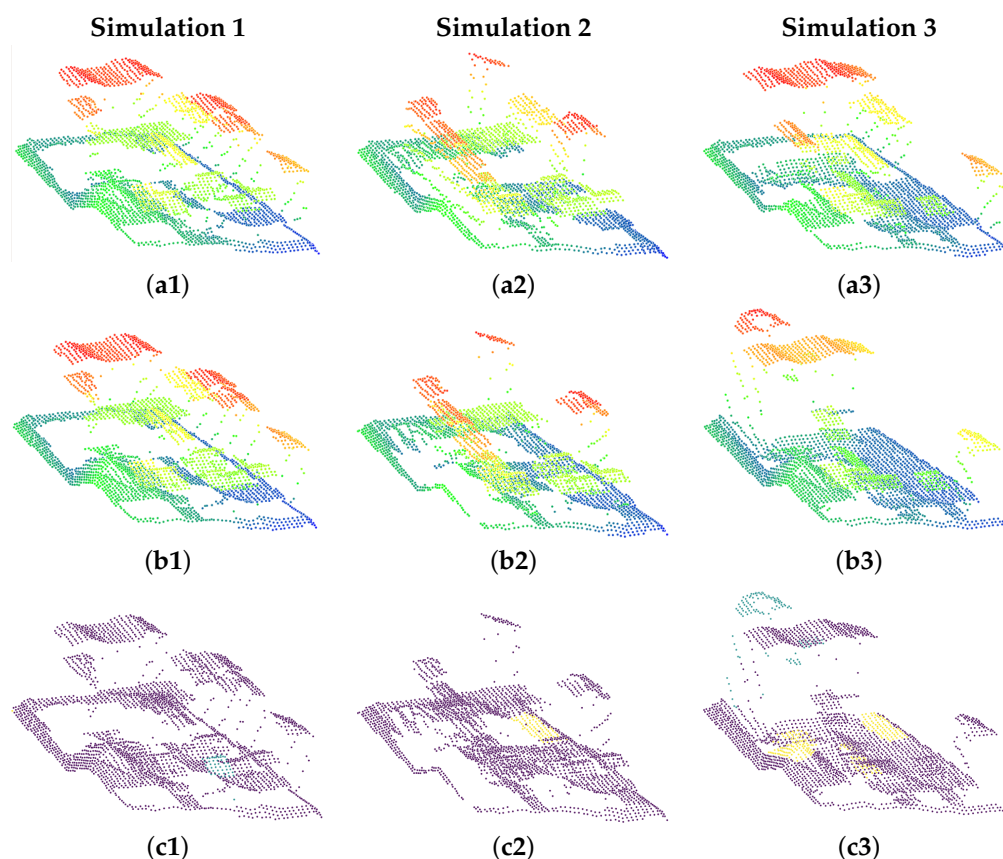 Simulation 1 Simulation 2 Simulation 3
(a1) (a2) (a3)
(b1) (b2) (b3)
(c1) (c2) (c3)